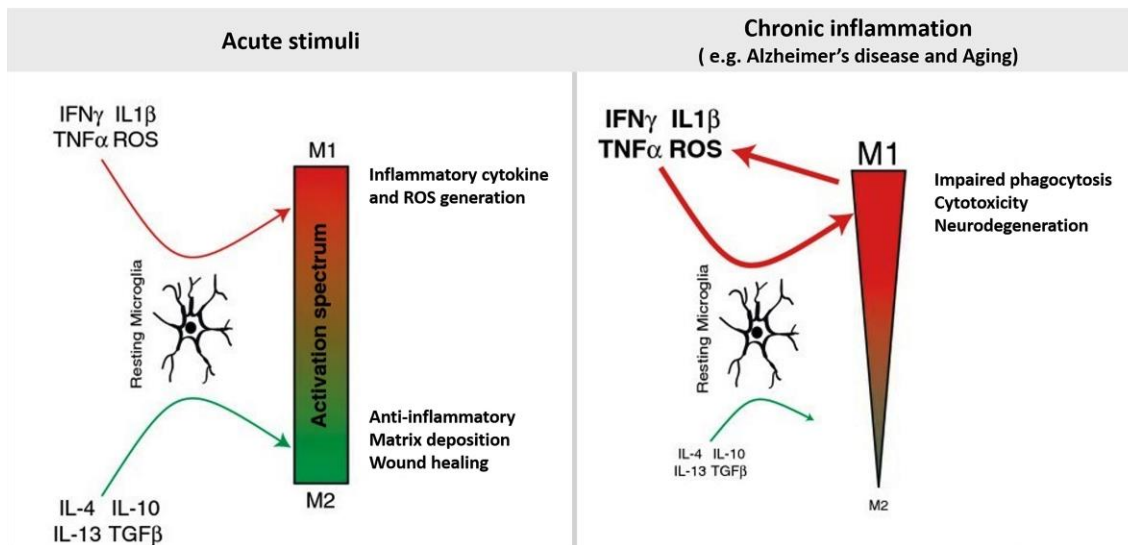 Acute stimuli
IFNγ IL1β
TNFα ROS
M1
Inflammatory cytokine
and ROS generation
Resting Microglia
Activation spectrum
Anti-inflammatory
Matrix deposition
Wound healing
IL-4 IL-10
IL-13 TGFβ
M2
Chronic inflammation
( e.g. Alzheimer’s disease and Aging)
IFNγ IL1β
TNFα ROS
M1
Impaired phagocytosis
Cytotoxicity
Neurodegeneration
Resting Microglia
IL-4 IL-10
IL-13 TGFβ
M2